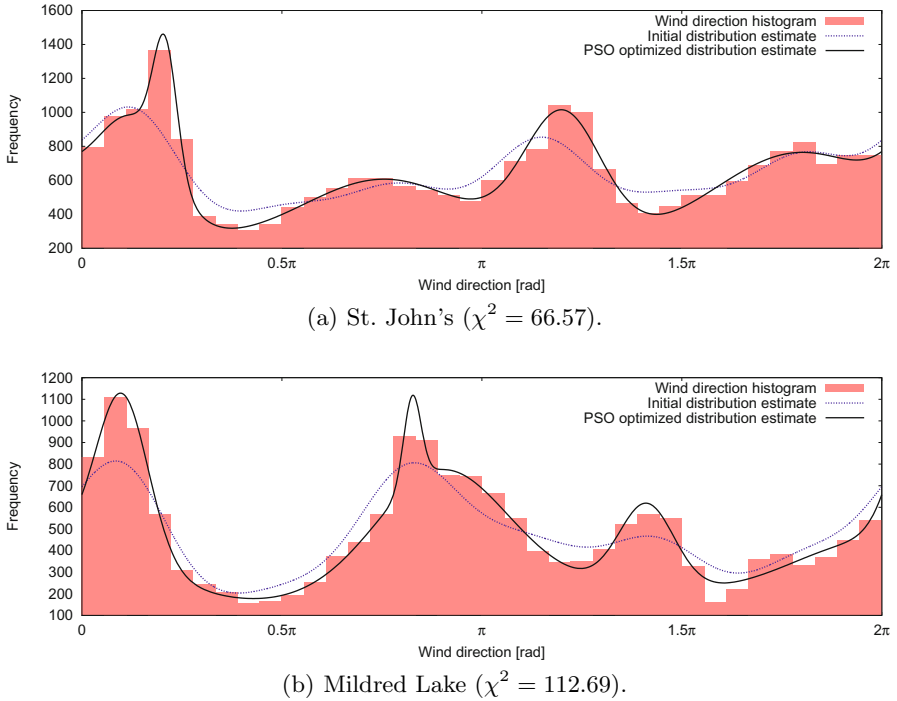 1600
1400
1200
1000
800
600
400
200
Frequency
Wind direction histogram
Initial distribution estimate
PSO optimized distribution estimate
0 0.5π π 1.5π 2π
Wind direction [rad]
(a) St. John's (χ² = 66.57).
1200
1100
1000
900
800
700
600
500
400
300
200
100
Frequency
Wind direction histogram
Initial distribution estimate
PSO optimized distribution estimate
0 0.5π π 1.5π 2π
Wind direction [rad]
(b) Mildred Lake (χ² = 112.69).